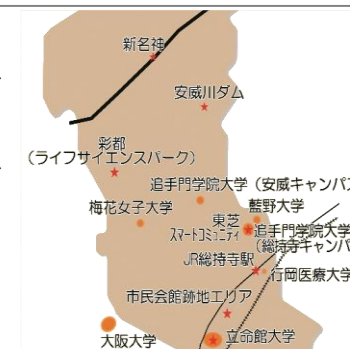 新名神
安威川ダム
彩都
(ライフサイエンスパーク)
追手門学院大学(安威キャンパス
梅花女子大学
藍野大学
東芝
スマートコミュニティ
追手門学院大学
(総持寺キャンパ
JR総持寺駅
行岡医療大学
市民会館跡地エリア
大阪大学
立命館大学